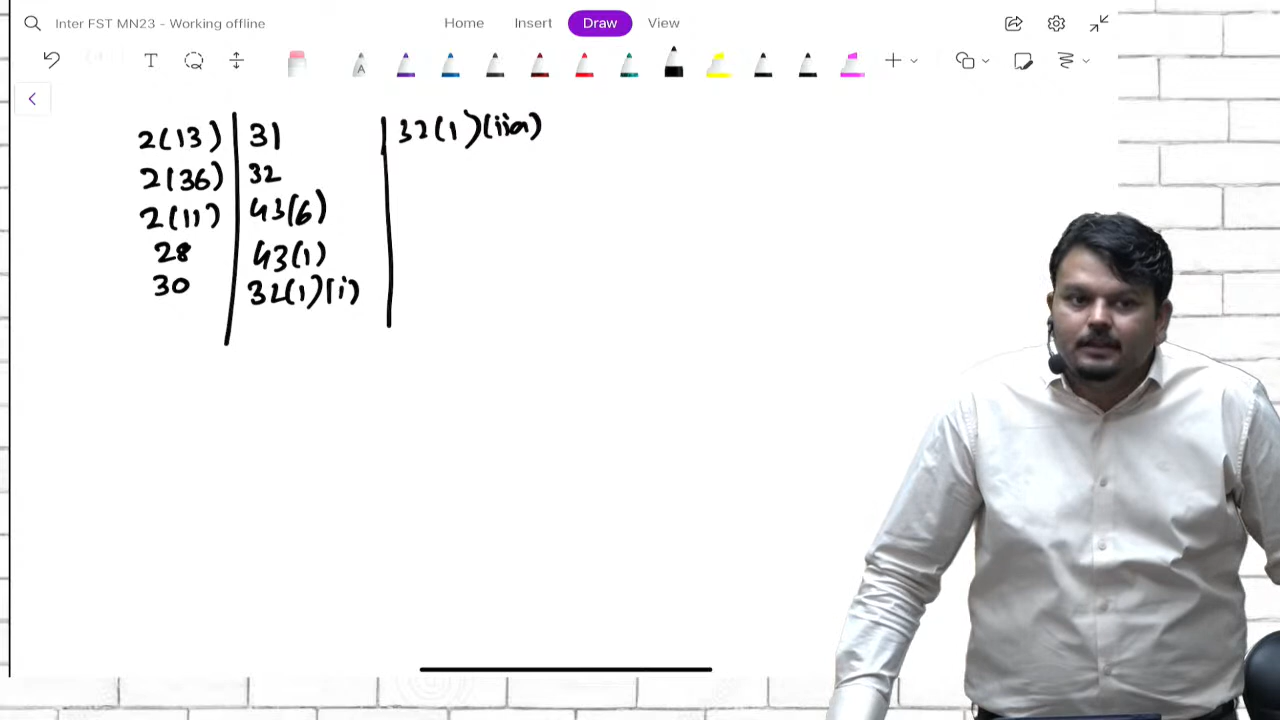 Inter FST MN23 - Working offline
Home Insert Draw View
T
A
2(13) 31 32(1)(iia)
2(36) 32
2(11) 43(6)
28 43(1)
30 32(1)(i)